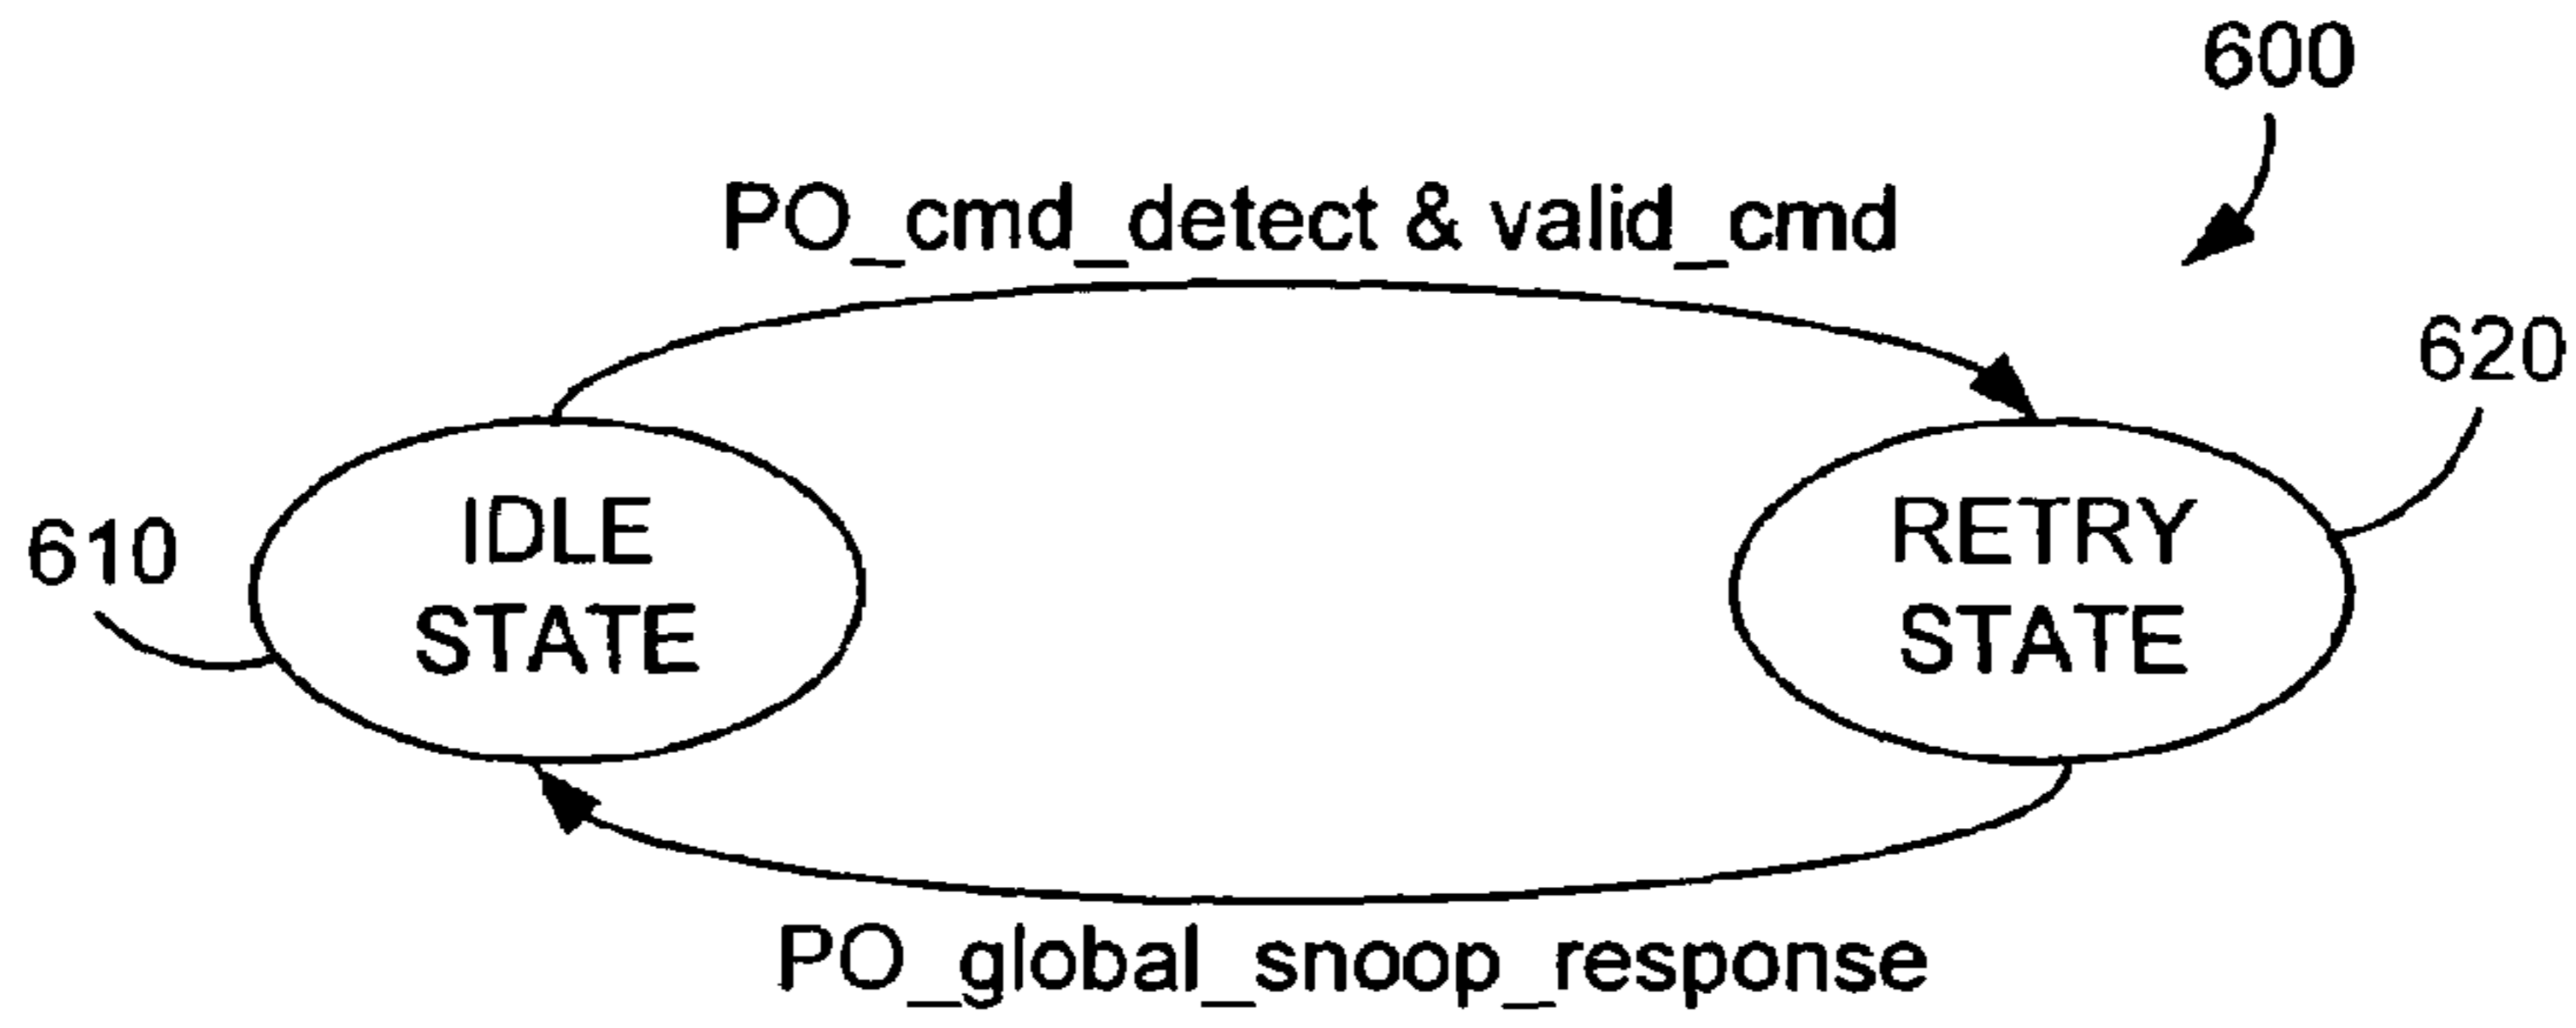 600
PO_cmd_detect & valid_cmd
620
IDLE
STATE
610
RETRY
STATE
PO_global_snoop_response